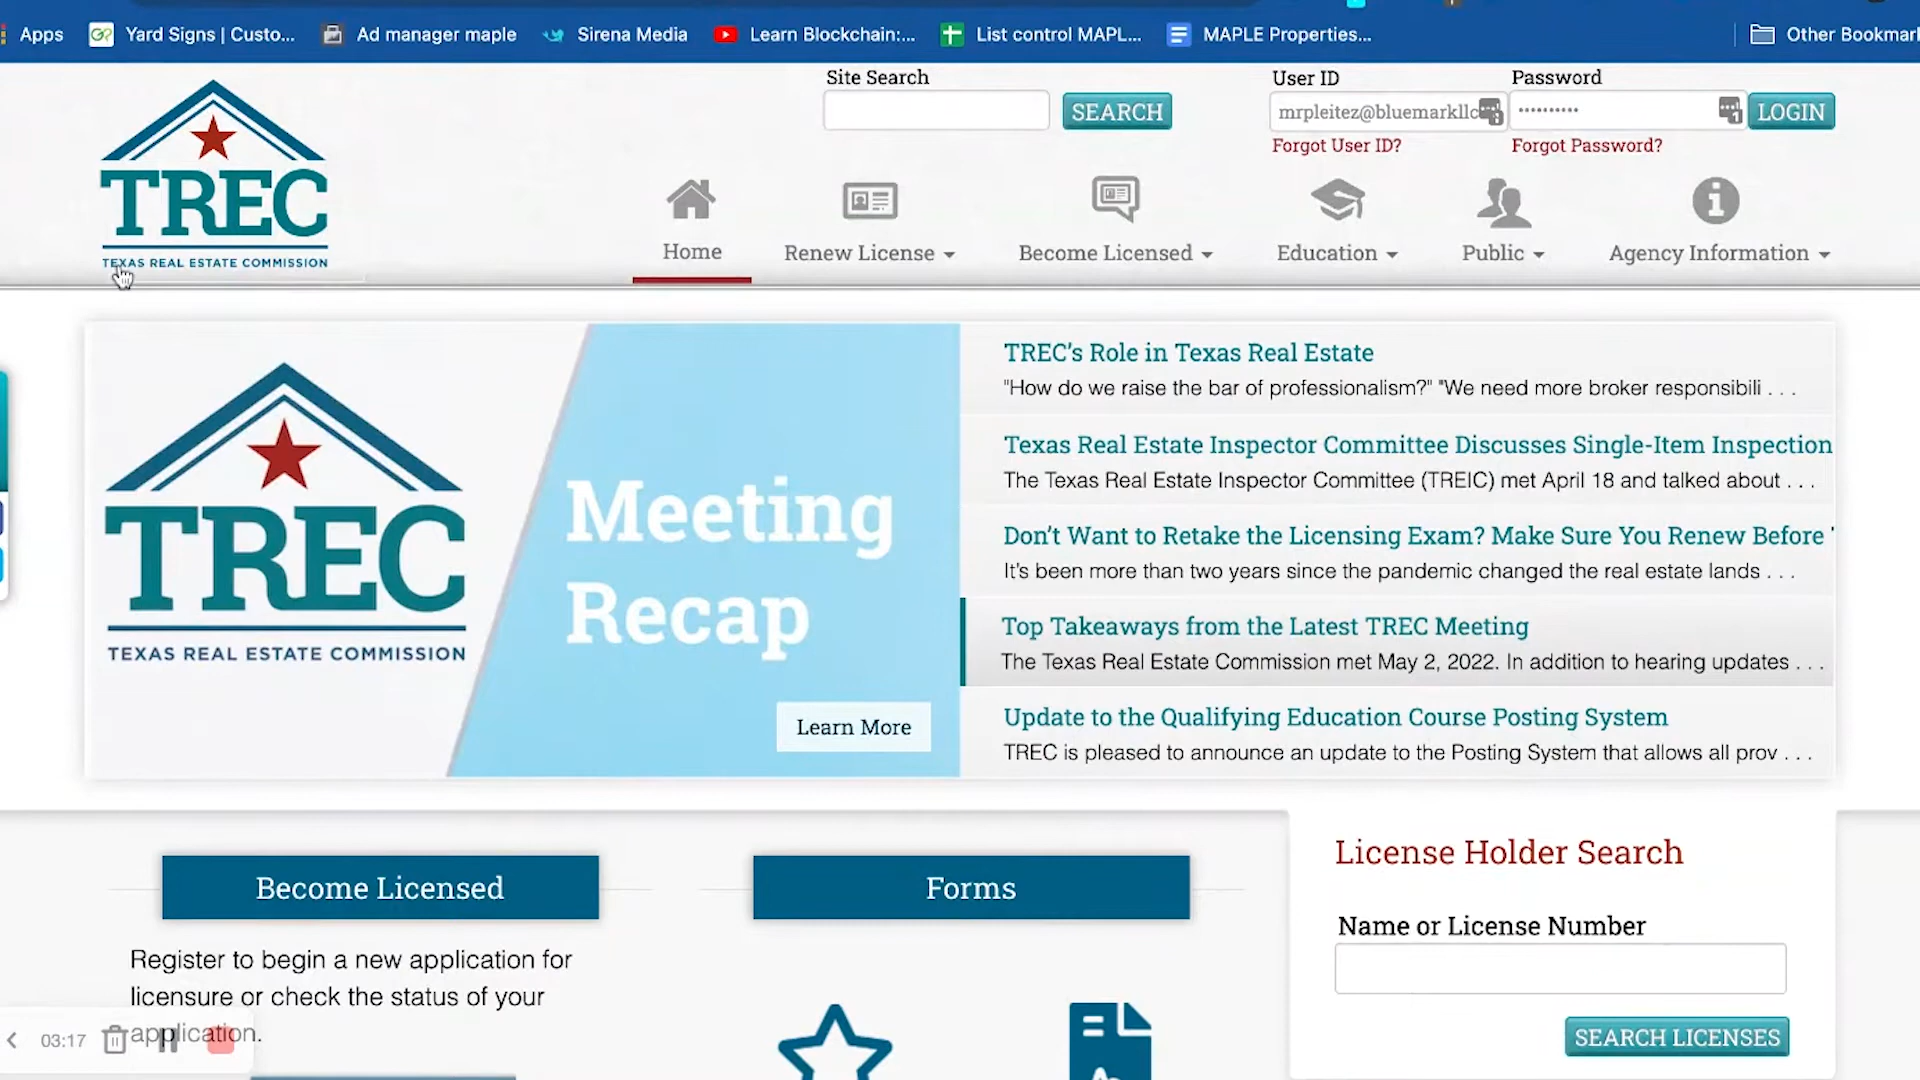 Apps
Yard Signs | Custo...
Ad manager maple
Sirena Media
Learn Blockchain:...
List control MAPL...
MAPLE Properties...
Other Bookmark
Site Search
SEARCH
User ID
Password
mrpleitez@bluemarkllc
··········
LOGIN
Forgot User ID?
Forgot Password?
TREC
TEXAS REAL ESTATE COMMISSION
Home
Renew License
Become Licensed
Education
Public
Agency Information
TREC
TEXAS REAL ESTATE COMMISSION
Meeting
Recap
Learn More
TREC's Role in Texas Real Estate
"How do we raise the bar of professionalism?" "We need more broker responsibili . . .
Texas Real Estate Inspector Committee Discusses Single-Item Inspection
The Texas Real Estate Inspector Committee (TREIC) met April 18 and talked about . . .
Don't Want to Retake the Licensing Exam? Make Sure You Renew Before
It's been more than two years since the pandemic changed the real estate lands . . .
Top Takeaways from the Latest TREC Meeting
The Texas Real Estate Commission met May 2, 2022. In addition to hearing updates . . .
Update to the Qualifying Education Course Posting System
TREC is pleased to announce an update to the Posting System that allows all prov . . .
Become Licensed
Register to begin a new application for
licensure or check the status of your
application.
Forms
License Holder Search
Name or License Number
SEARCH LICENSES
03:17